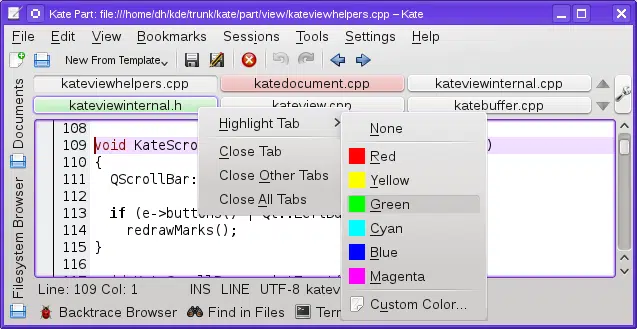 Kate Part: file:///home/dh/kde/trunk/kate/part/view/kateviewhelpers.cpp – Kate
File Edit View Bookmarks Sessions Tools Settings Help
New From Template
kateviewhelpers.cpp katedocument.cpp kateviewinternal.cpp
kateviewinternal.h kateview.cpp katebuffer.cpp
Documents
Filesystem Browser
Highlight Tab
Close Tab
Close Other Tabs
Close All Tabs
None
Red
Yellow
Green
Cyan
Blue
Magenta
Custom Color...
108
109 void KateScro )
110 {
111 QScrollBar:
112
113 if (e->buttons() |
114 redrawMarks();
115 }
116
Line: 109 Col: 1 INS LINE UTF-8 katev
Backtrace Browser Find in Files Term